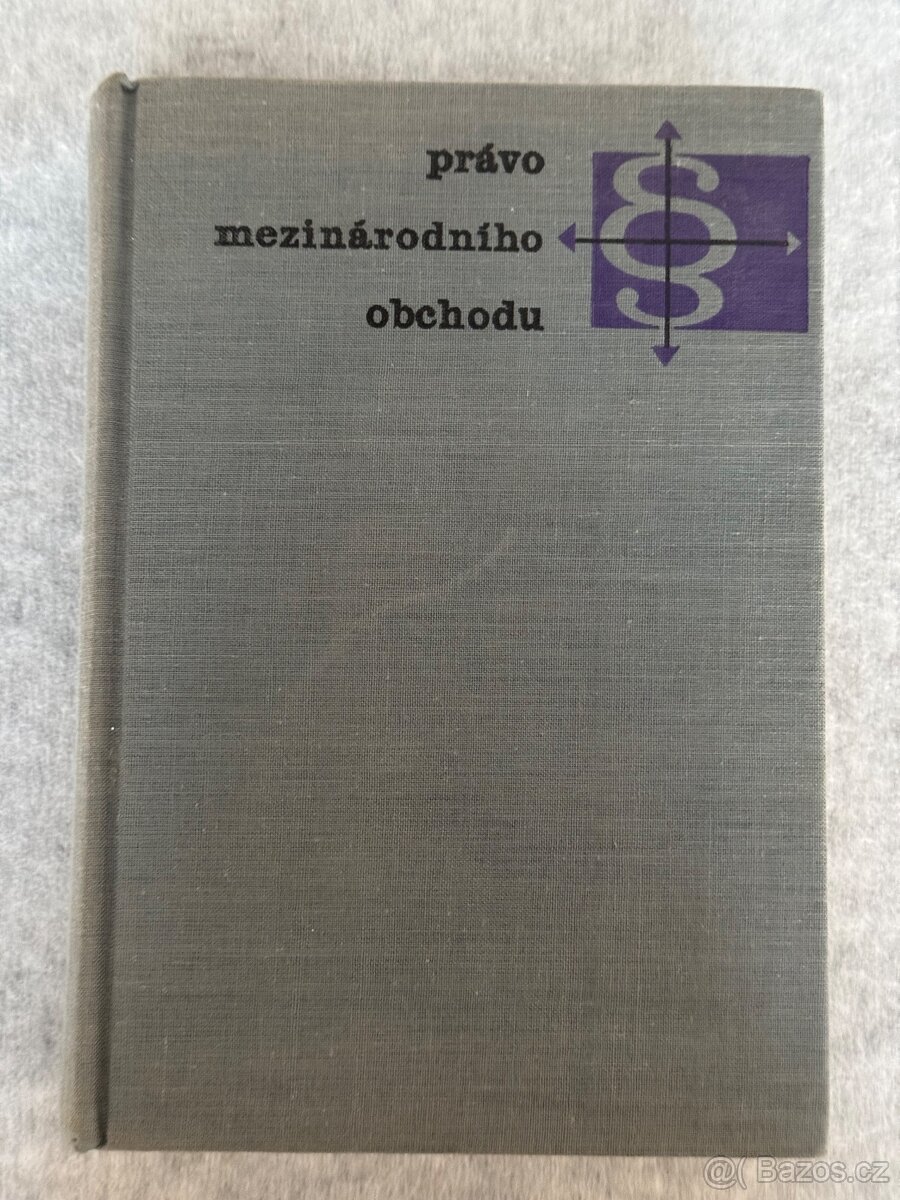 právo
mezinárodního
obchodu
§
@( Bazos.cz